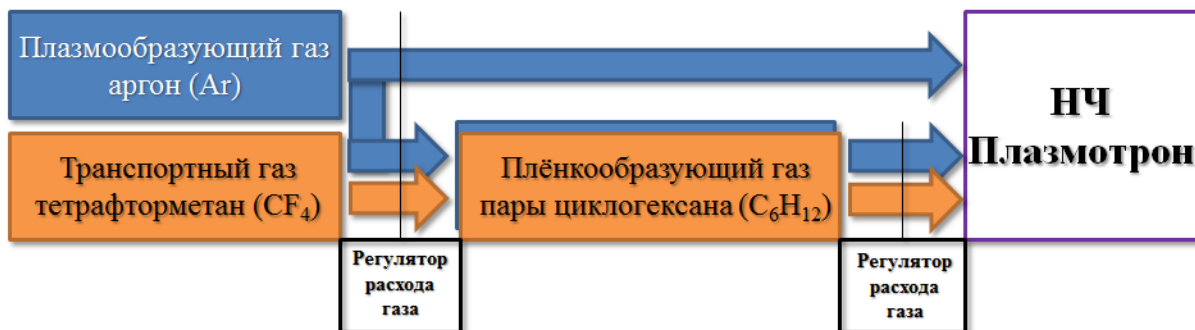 Плазмообразующий газ
аргон (Ar)
Транспортный газ
тетрафторметан (CF₄)
Плёнкообразующий газ
пары циклогексана (C₆H₁₂)
НЧ
Плазмотрон
Регулятор
расхода
газа
Регулятор
расхода
газа